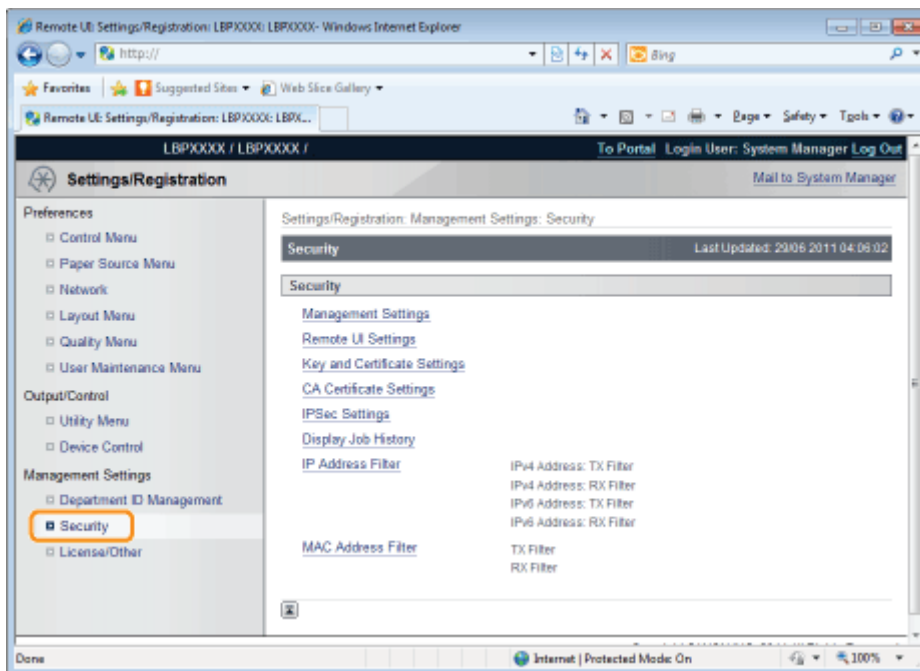 Remote UI: Settings/Registration: LBPXXXX: LBPXXXX- Windows Internet Explorer
http://
Bing
Favorites Suggested Sites Web Slice Gallery
Remote UI: Settings/Registration: LBPXXXX: LBPX...
Page Safety Tools
LBPXXXX / LBPXXXX /
To Portal Login User: System Manager Log Out
Settings/Registration
Mail to System Manager
Preferences
Control Menu
Paper Source Menu
Network
Layout Menu
Quality Menu
User Maintenance Menu
Output/Control
Utility Menu
Device Control
Management Settings
Department ID Management
Security
License/Other
Settings/Registration: Management Settings: Security
Security Last Updated: 29/06 2011 04:06:02
Security
Management Settings
Remote UI Settings
Key and Certificate Settings
CA Certificate Settings
IPSec Settings
Display Job History
IP Address Filter IPv4 Address: TX Filter
IPv4 Address: RX Filter
IPv6 Address: TX Filter
IPv6 Address: RX Filter
MAC Address Filter TX Filter
RX Filter
Done Internet | Protected Mode: On 100%